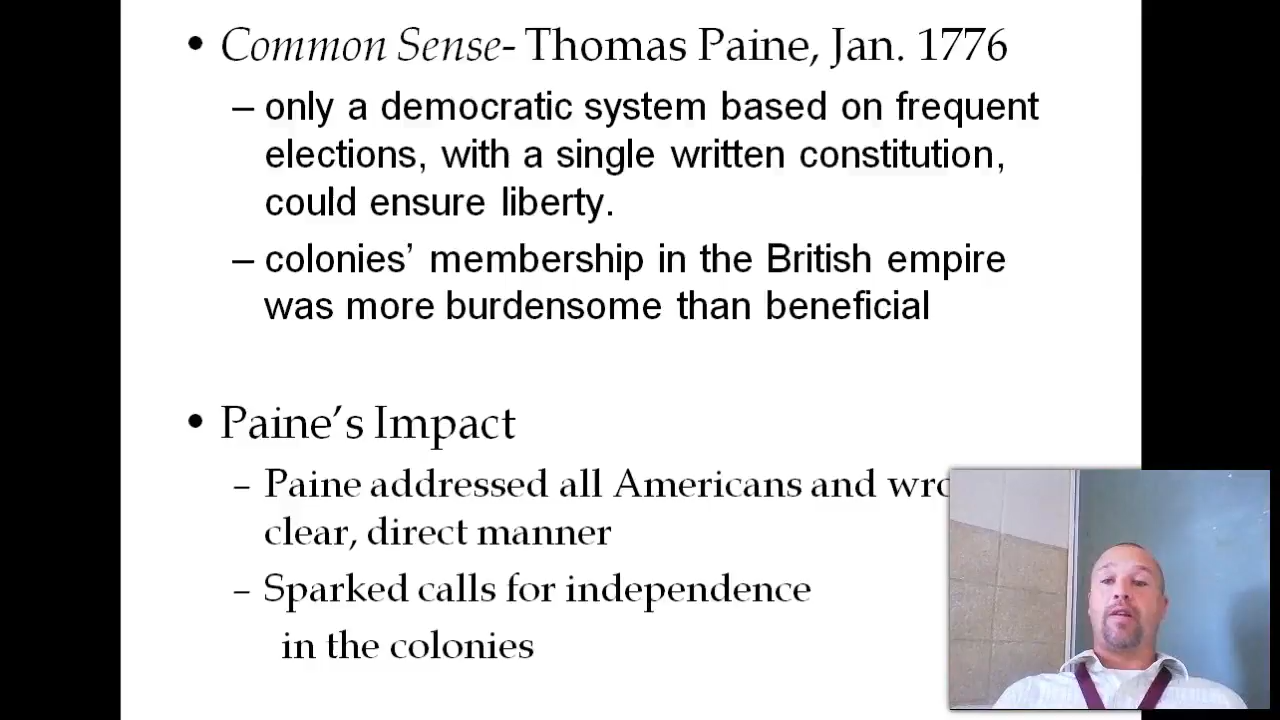 • Common Sense- Thomas Paine, Jan. 1776
– only a democratic system based on frequent
elections, with a single written constitution,
could ensure liberty.
– colonies’ membership in the British empire
was more burdensome than beneficial
• Paine’s Impact
– Paine addressed all Americans and
clear, direct manner
– Sparked calls for independence
in the colonies